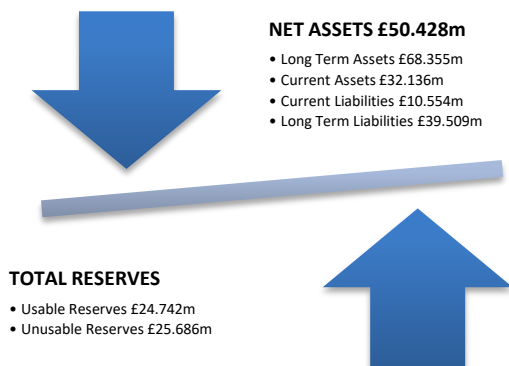 NET ASSETS £50.428m
• Long Term Assets £68.355m
• Current Assets £32.136m
• Current Liabilities £10.554m
• Long Term Liabilities £39.509m
TOTAL RESERVES
• Usable Reserves £24.742m
• Unusable Reserves £25.686m